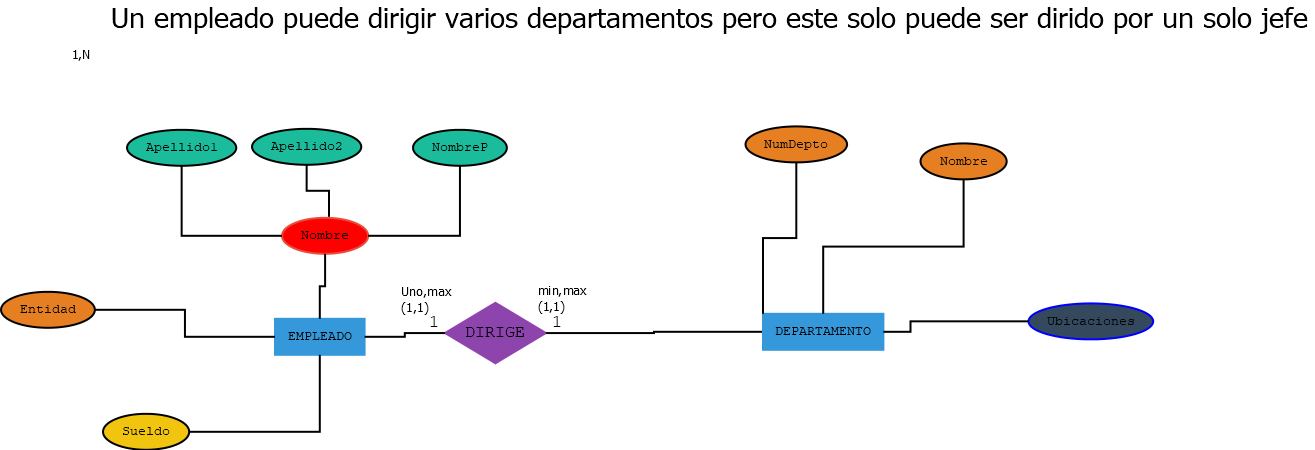 Un empleado puede dirigir varios departamentos pero este solo puede ser dirido por un solo jefe
1,N
Apellido1
Apellido2
NombreP
NumDepto
Nombre
Nombre
Entidad
Uno,max
(1,1)
1
min,max
(1,1)
1
EMPLEADO
DIRIGE
DEPARTAMENTO
Ubicaciones
Sueldo